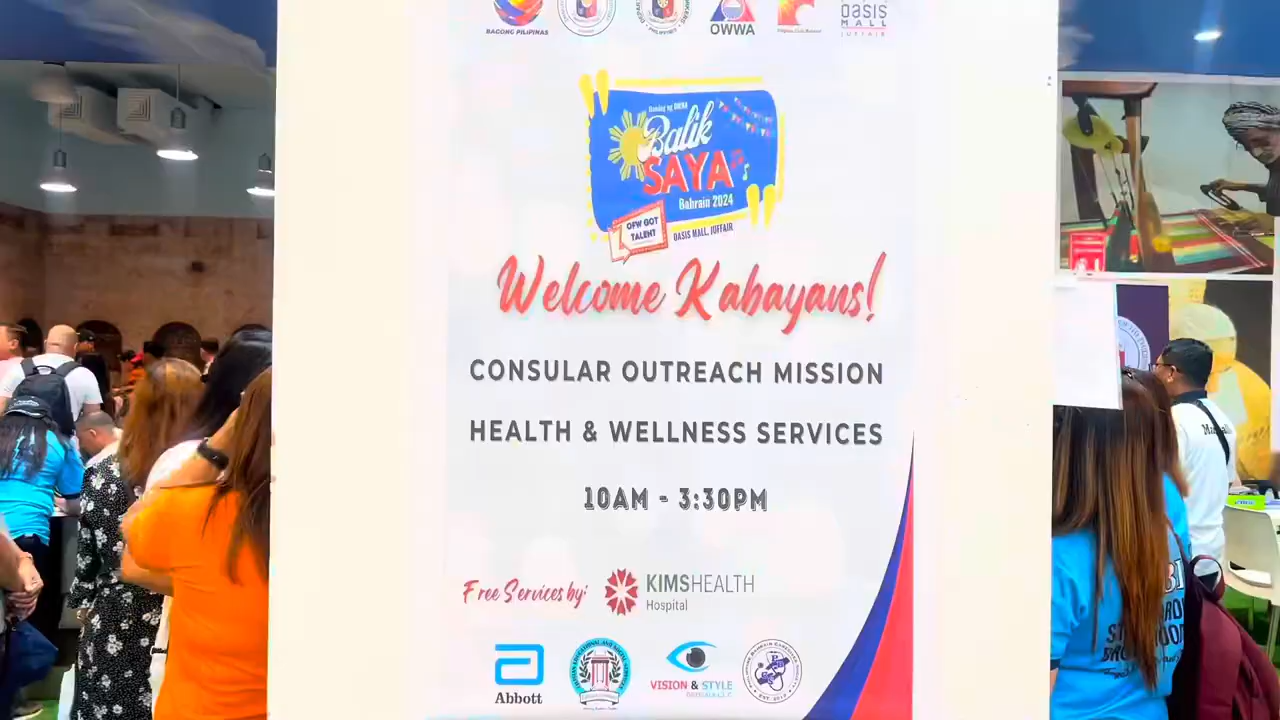 BAGONG PILIPINAS
OWWA
OASIS
MALL
JUFFAIR
Balik
SAYA
Bahrain 2024
OFW GOT
TALENT
OASIS MALL, JUFFAIR
Welcome Kabayans!
CONSULAR OUTREACH MISSION
HEALTH & WELLNESS SERVICES
10AM - 3:30PM
Free Services by:
KIMSHEALTH
Hospital
Abbott
VISION & STYLE